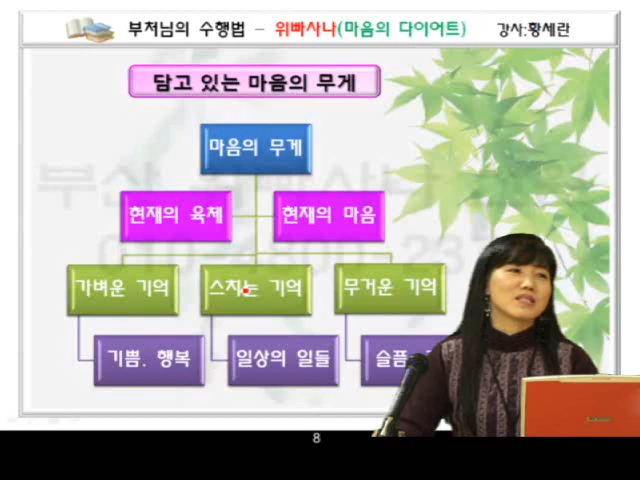 부처님의 수행법 - 위빠사나(마음의 다이어트) 강사:황세란
담고 있는 마음의 무게
마음의 무게
현재의 육체 현재의 마음
가벼운 기억 스치는 기억 무거운 기억
기쁨. 행복 일상의 일들 슬픔
8